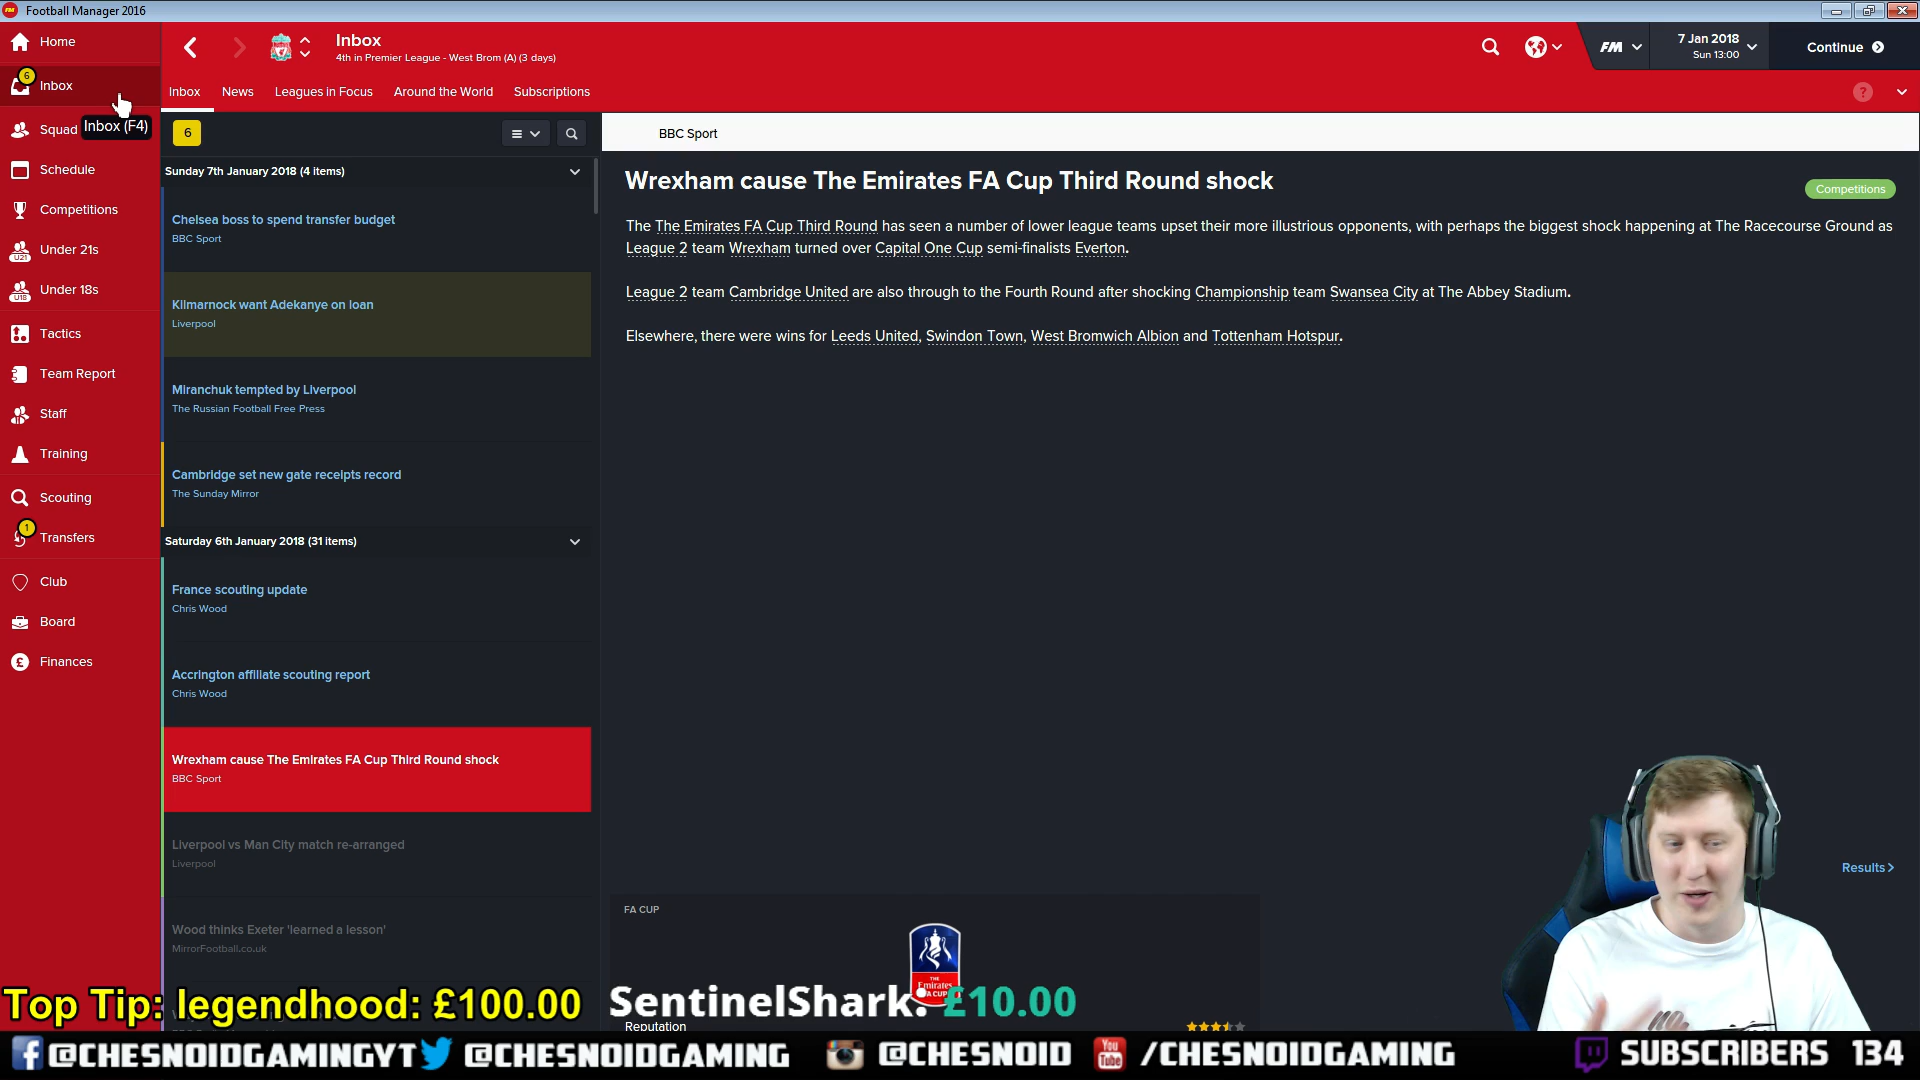 Football Manager 2016
Home
6
Inbox
Inbox (F4)
Squad
Schedule
Competitions
U21
Under 21s
U18
Under 18s
Tactics
Team Report
Staff
Training
Scouting
1
Transfers
Club
Board
Finances
Inbox
4th in Premier League - West Brom (A) (3 days)
FM
7 Jan 2018
Sun 13:00
Continue
Inbox News Leagues in Focus Around the World Subscriptions
?
6
Sunday 7th January 2018 (4 items)
Chelsea boss to spend transfer budget
BBC Sport
Kilmarnock want Adekanye on loan
Liverpool
Miranchuk tempted by Liverpool
The Russian Football Free Press
Cambridge set new gate receipts record
The Sunday Mirror
Saturday 6th January 2018 (31 items)
France scouting update
Chris Wood
Accrington affiliate scouting report
Chris Wood
Wrexham cause The Emirates FA Cup Third Round shock
BBC Sport
Liverpool vs Man City match re-arranged
Liverpool
Wood thinks Exeter 'learned a lesson'
MirrorFootball.co.uk
BBC Sport
Wrexham cause The Emirates FA Cup Third Round shock
Competitions
The The Emirates FA Cup Third Round has seen a number of lower league teams upset their more illustrious opponents, with perhaps the biggest shock happening at The Racecourse Ground as
League 2 team Wrexham turned over Capital One Cup semi-finalists Everton.
League 2 team Cambridge United are also through to the Fourth Round after shocking Championship team Swansea City at The Abbey Stadium.
Elsewhere, there were wins for Leeds United, Swindon Town, West Bromwich Albion and Tottenham Hotspur.
Results >
FA CUP
Reputation
Top Tip: legendhood: £100.00
SentinelShark: £10.00
@CHESNOIDGAMINGYT @CHESNOIDGAMING @CHESNOID You Tube /CHESNOIDGAMING SUBSCRIBERS 134